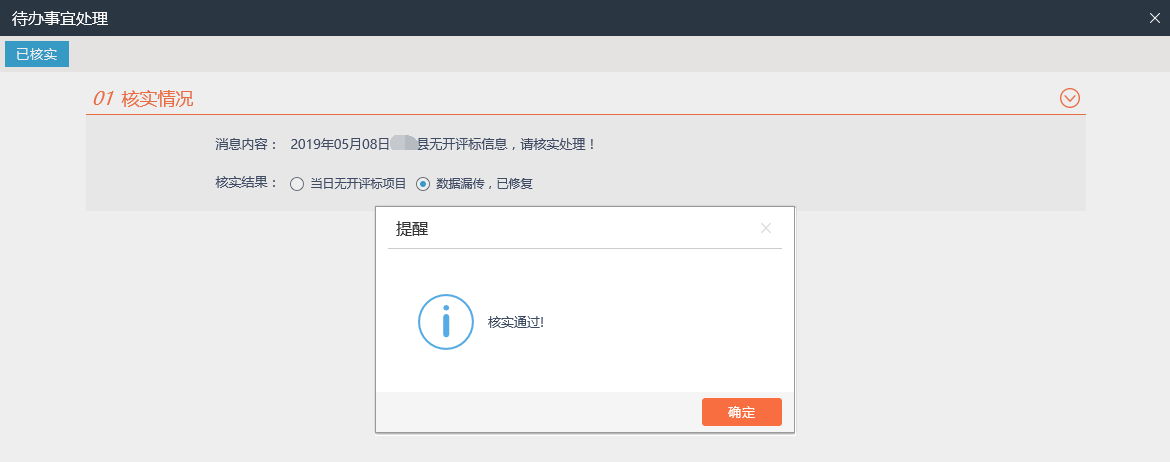 待办事宜处理
已核实
01 核实情况
消息内容： 2019年05月08日 县无开评标信息，请核实处理！
核实结果： 当日无开评标项目 数据漏传，已修复
提醒
核实通过!
确定